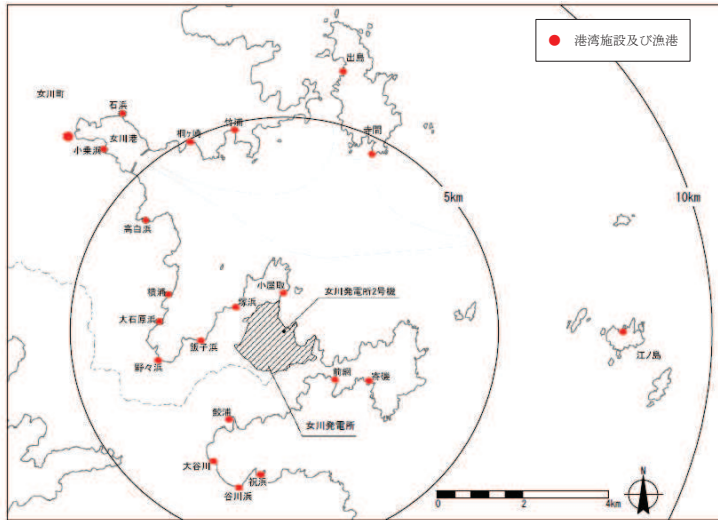 港湾施設及び漁港
出島
女川町
石浜
竹浦
寺間
女川港
桐ヶ崎
小乗浜
5km
10km
高白浜
横浦
小屋取
女川発電所2号機
塚浜
大石原浜
飯子浜
江ノ島
野々浜
前網
寄磯
鮫浦
女川発電所
大谷川
祝浜
谷川浜
N
0 2 4km